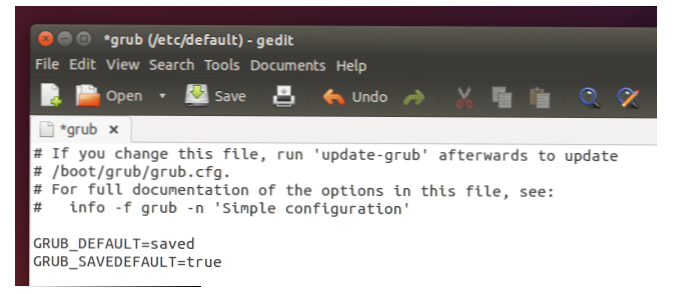 *grub (/etc/default) - gedit
File Edit View Search Tools Documents Help
Open Save Undo
*grub ×
# If you change this file, run 'update-grub' afterwards to update
# /boot/grub/grub.cfg.
# For full documentation of the options in this file, see:
#   info -f grub -n 'Simple configuration'

GRUB_DEFAULT=saved
GRUB_SAVEDEFAULT=true